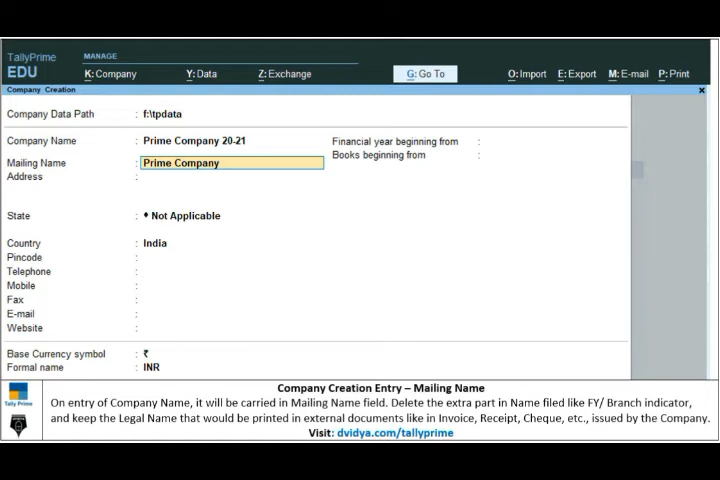 TallyPrime
MANAGE
EDU
K: Company
Y: Data
Z: Exchange
G: Go To
O: Import
E: Export
M: E-mail
P: Print
Company Creation
x
Company Data Path : f:\tpdata
Company Name : Prime Company 20-21
Financial year beginning from :
Mailing Name : Prime Company
Books beginning from :
Address :
State : ♦ Not Applicable
Country : India
Pincode :
Telephone :
Mobile :
Fax :
E-mail :
Website :
Base Currency symbol : ₹
Formal name : INR
Tally Prime
Company Creation Entry – Mailing Name
On entry of Company Name, it will be carried in Mailing Name field. Delete the extra part in Name filed like FY/ Branch indicator,
and keep the Legal Name that would be printed in external documents like in Invoice, Receipt, Cheque, etc., issued by the Company.
Visit: dvidya.com/tallyprime